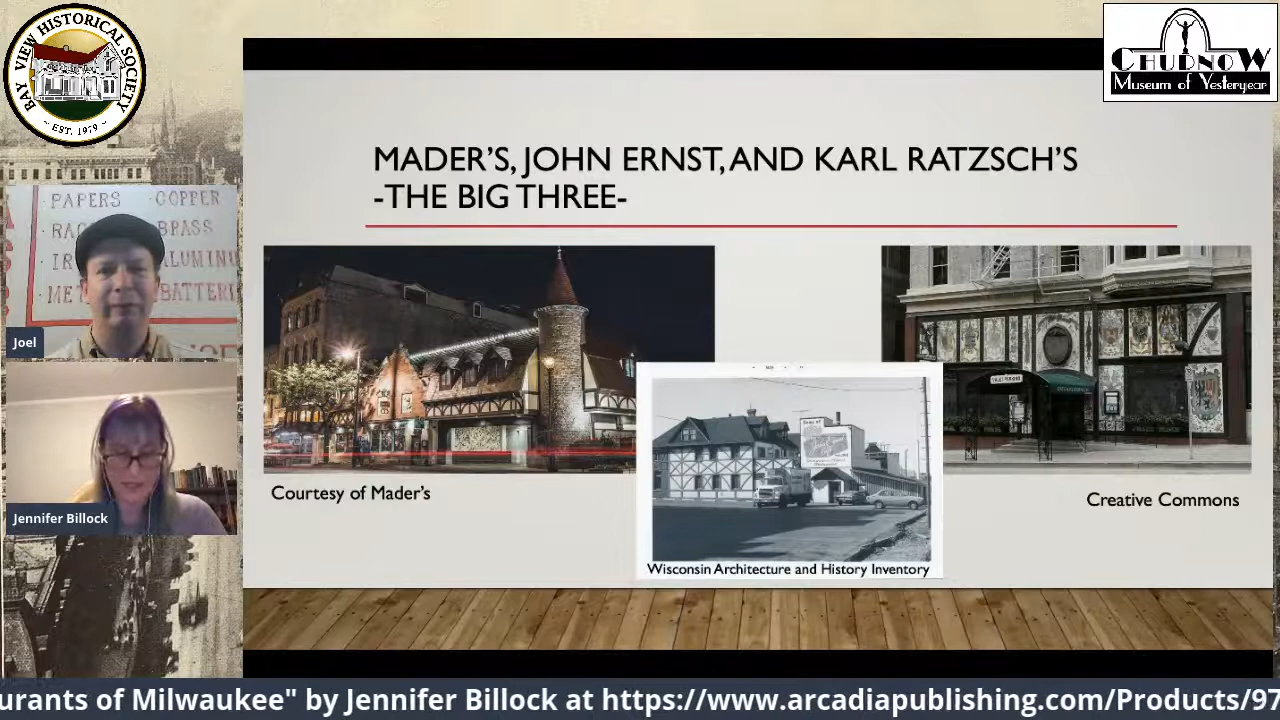 BAY VIEW HISTORICAL SOCIETY
~ EST. 1979 ~
CHUDNOW
Museum of Yesteryear
MADER'S, JOHN ERNST, AND KARL RATZSCH'S
-THE BIG THREE-
· PAPERS · COPPER
BRASS
ALUMINU
BATTERI
Joel
Jennifer Billock
Courtesy of Mader's
Creative Commons
Wisconsin Architecture and History Inventory
urants of Milwaukee" by Jennifer Billock at https://www.arcadiapublishing.com/Products/97